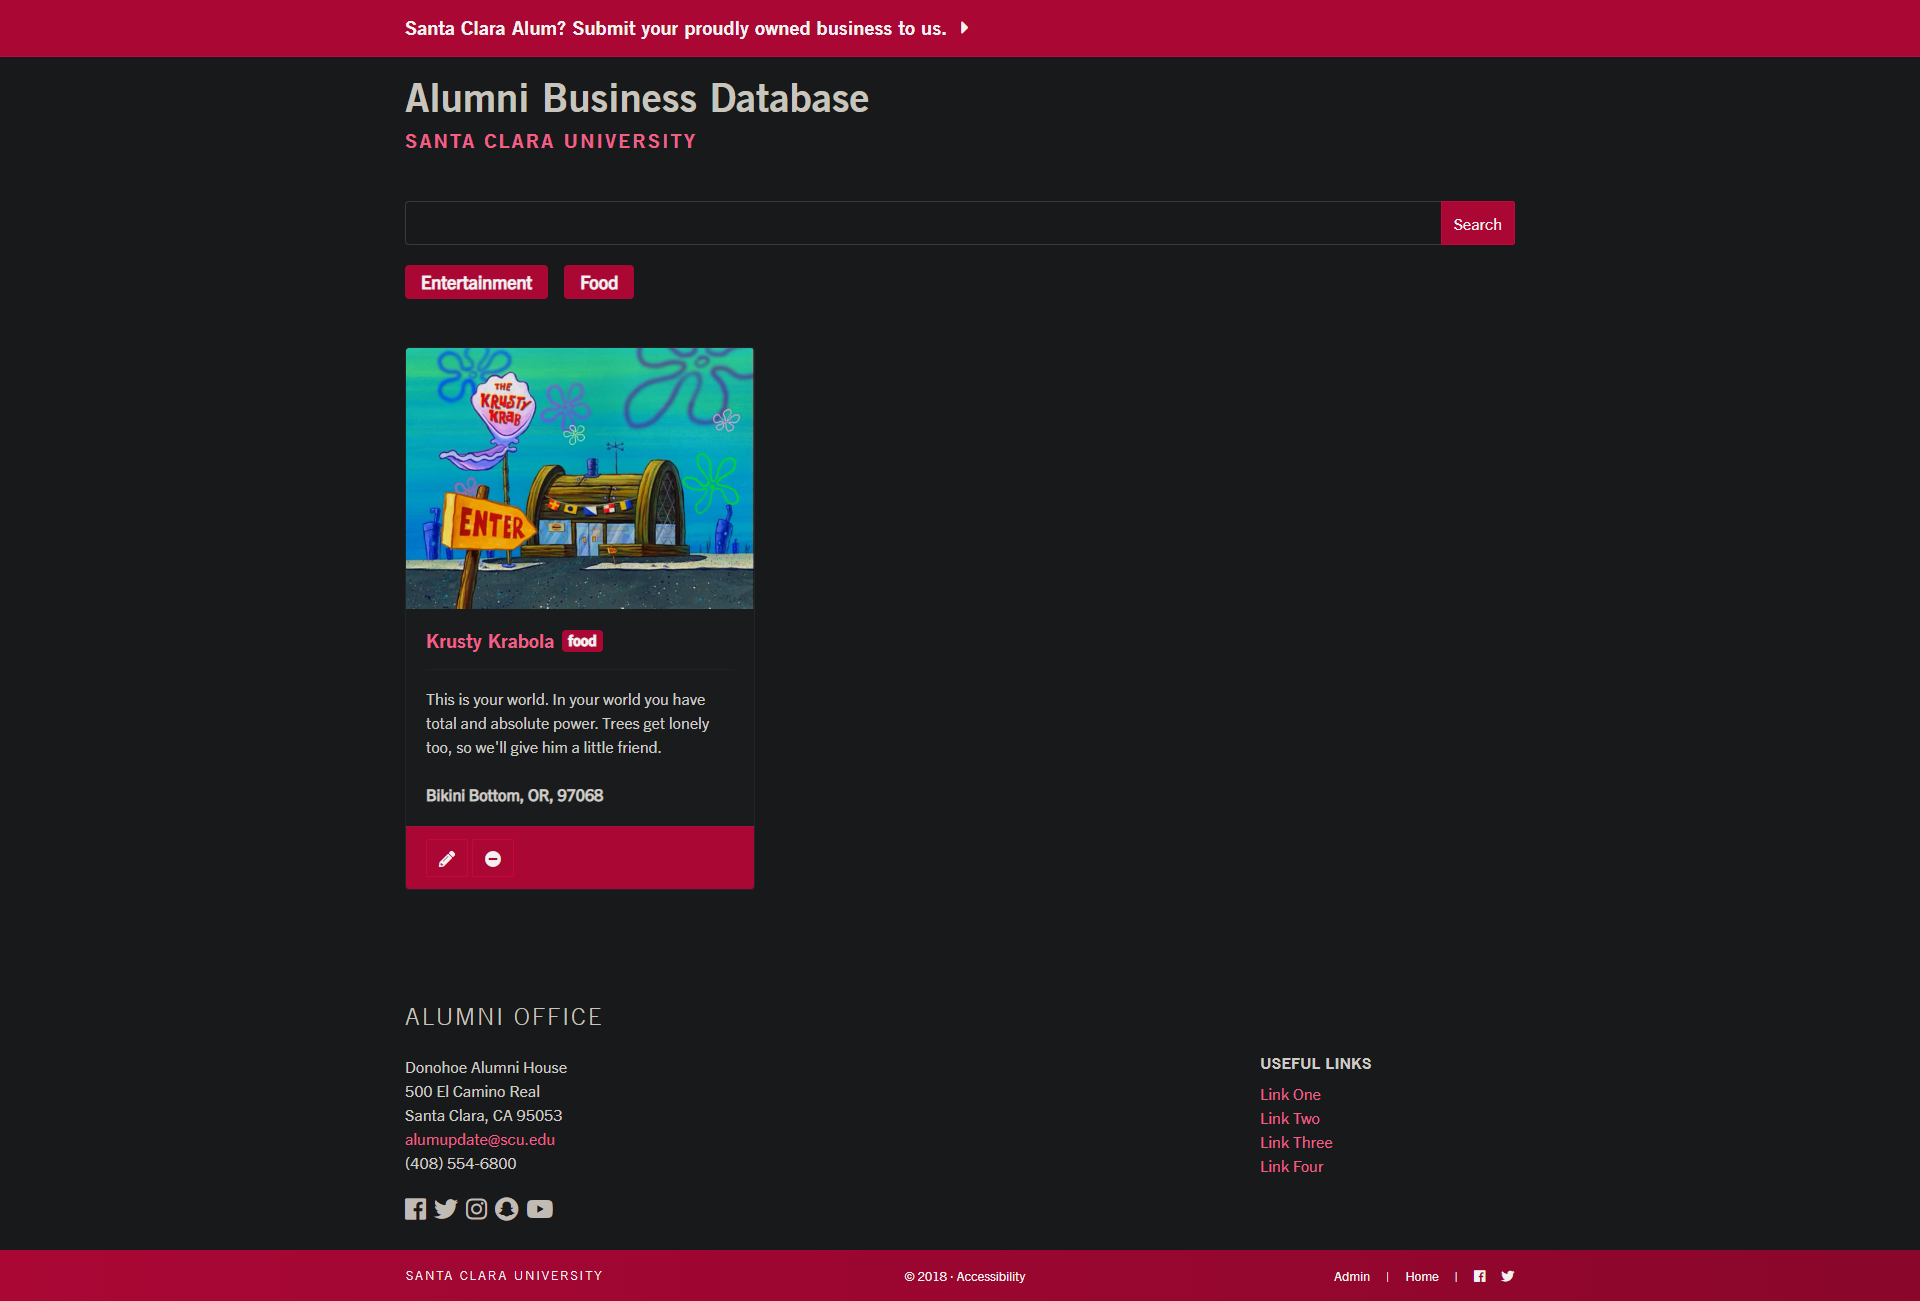 Santa Clara Alum? Submit your proudly owned business to us.
Alumni Business Database
SANTA CLARA UNIVERSITY
Search
Entertainment
Food
THE
KRUSTY
KRAB
ENTER
Krusty Krabola food
This is your world. In your world you have
total and absolute power. Trees get lonely
too, so we'll give him a little friend.
Bikini Bottom, OR, 97068
ALUMNI OFFICE
Donohoe Alumni House
500 El Camino Real
Santa Clara, CA 95053
alumupdate@scu.edu
(408) 554-6800
USEFUL LINKS
Link One
Link Two
Link Three
Link Four
SANTA CLARA UNIVERSITY
© 2018 · Accessibility
Admin | Home |